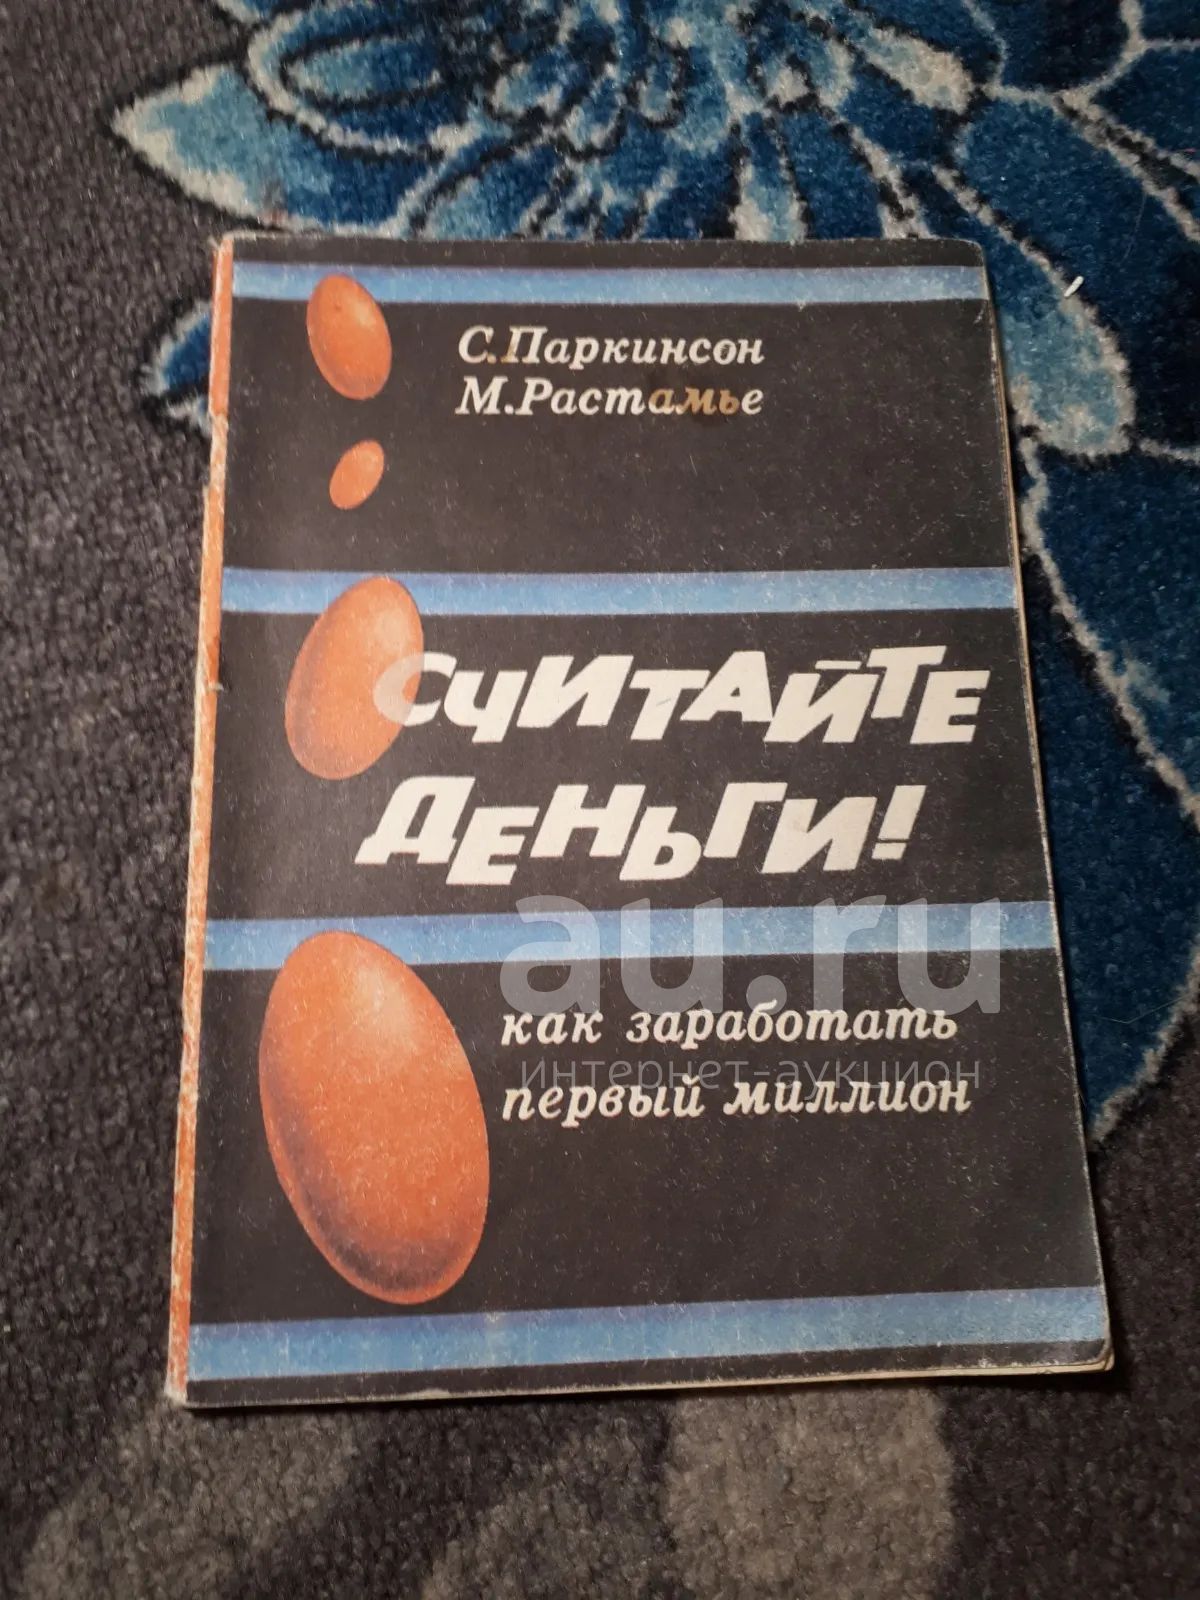 С.Паркинсон
М.Растамье
СЧИТАЙТЕ
ДЕНЬГИ!
au.ru
как заработать
интернет-аукцион
первый миллион